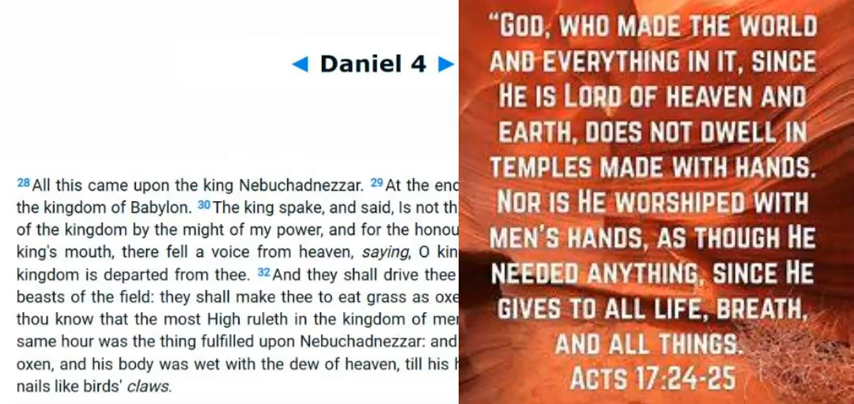 ◄ Daniel 4 ►
28 All this came upon the king Nebuchadnezzar. 29 At the end
the kingdom of Babylon. 30 The king spake, and said, Is not th
of the kingdom by the might of my power, and for the honou
king's mouth, there fell a voice from heaven, saying, O kin
kingdom is departed from thee. 32 And they shall drive thee
beasts of the field: they shall make thee to eat grass as oxe
thou know that the most High ruleth in the kingdom of mer
same hour was the thing fulfilled upon Nebuchadnezzar: and
oxen, and his body was wet with the dew of heaven, till his h
nails like birds' claws.
“GOD, WHO MADE THE WORLD
AND EVERYTHING IN IT, SINCE
HE IS LORD OF HEAVEN AND
EARTH, DOES NOT DWELL IN
TEMPLES MADE WITH HANDS.
NOR IS HE WORSHIPED WITH
MEN'S HANDS, AS THOUGH HE
NEEDED ANYTHING, SINCE HE
GIVES TO ALL LIFE, BREATH,
AND ALL THINGS.
ACTS 17:24-25